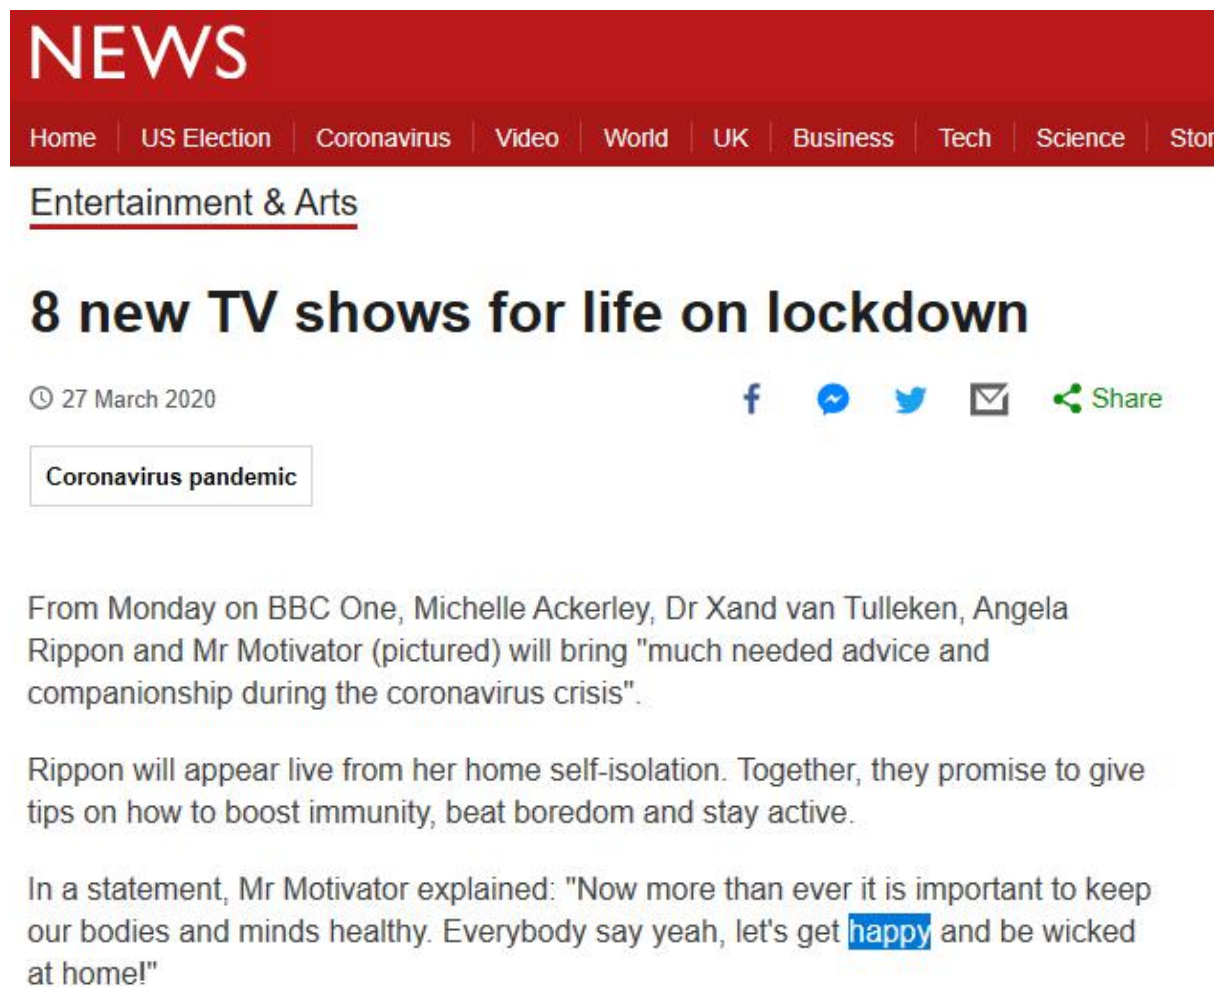 NEWS
Home US Election Coronavirus Video World UK Business Tech Science
Entertainment & Arts
8 new TV shows for life on lockdown
27 March 2020 Share
Coronavirus pandemic
From Monday on BBC One, Michelle Ackerley, Dr Xand van Tulleken, Angela
Rippon and Mr Motivator (pictured) will bring "much needed advice and
companionship during the coronavirus crisis".
Rippon will appear live from her home self-isolation. Together, they promise to give
tips on how to boost immunity, beat boredom and stay active.
In a statement, Mr Motivator explained: "Now more than ever it is important to keep
our bodies and minds healthy. Everybody say yeah, let's get happy and be wicked
at home!"